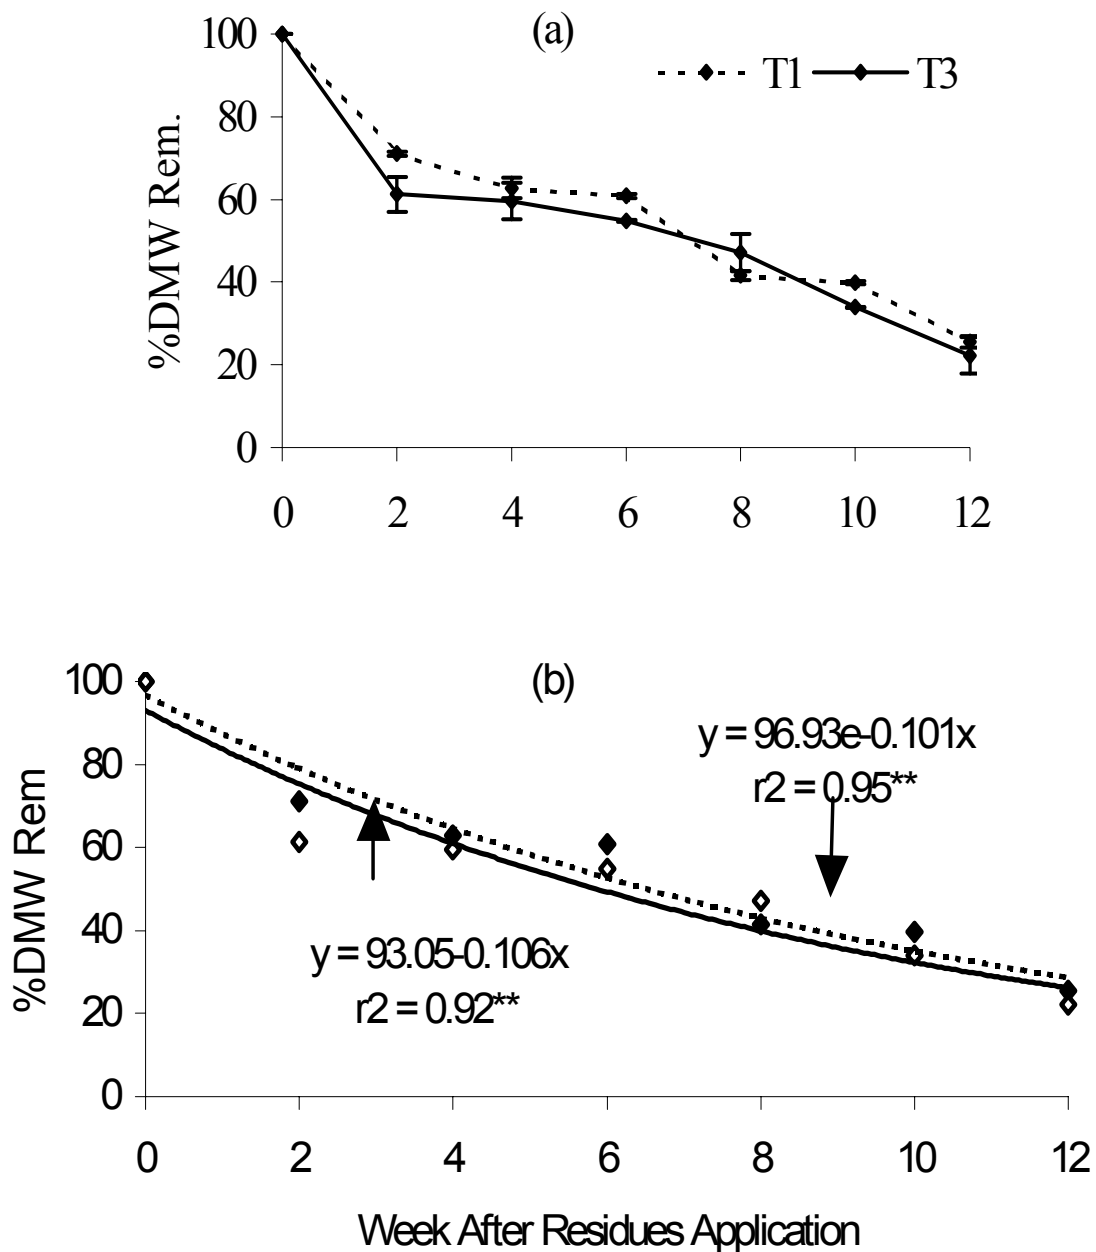 (a)
T1 T3
%DMW Rem.
100
80
60
40
20
0
0 2 4 6 8 10 12
(b)
%DMW Rem
100
80
60
40
20
0
y = 96.93e-0.101x
r2 = 0.95**
y = 93.05-0.106x
r2 = 0.92**
0 2 4 6 8 10 12
Week After Residues Application